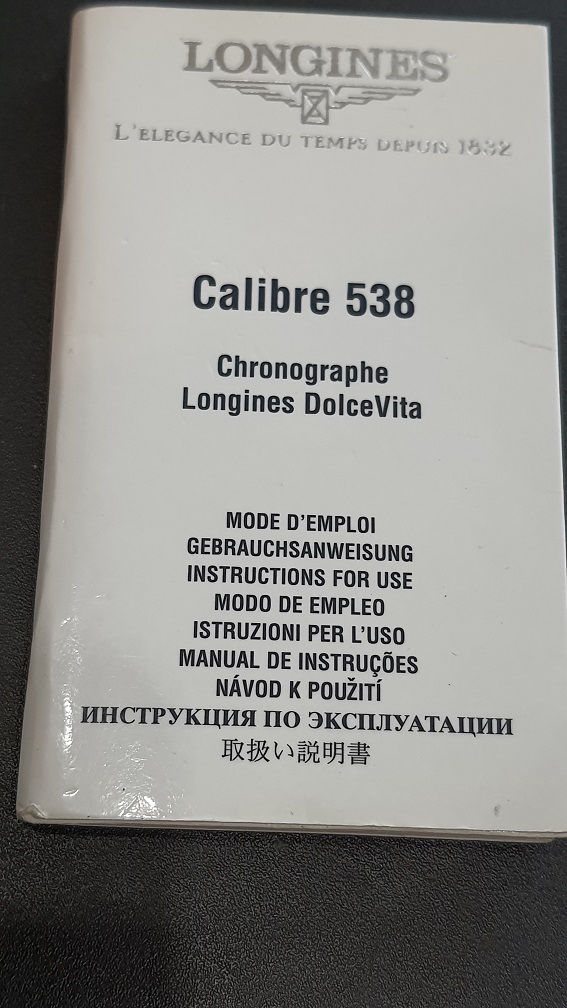 LONGINES
L'ELEGANCE DU TEMPS DEPUIS 1832
Calibre 538
Chronographe
Longines DolceVita
MODE D'EMPLOI
GEBRAUCHSANWEISUNG
INSTRUCTIONS FOR USE
MODO DE EMPLEO
ISTRUZIONI PER L'USO
MANUAL DE INSTRUÇÕES
NÁVOD K POUŽITÍ
ИНСТРУКЦИЯ ПО ЭКСПЛУАТАЦИИ
取扱い説明書